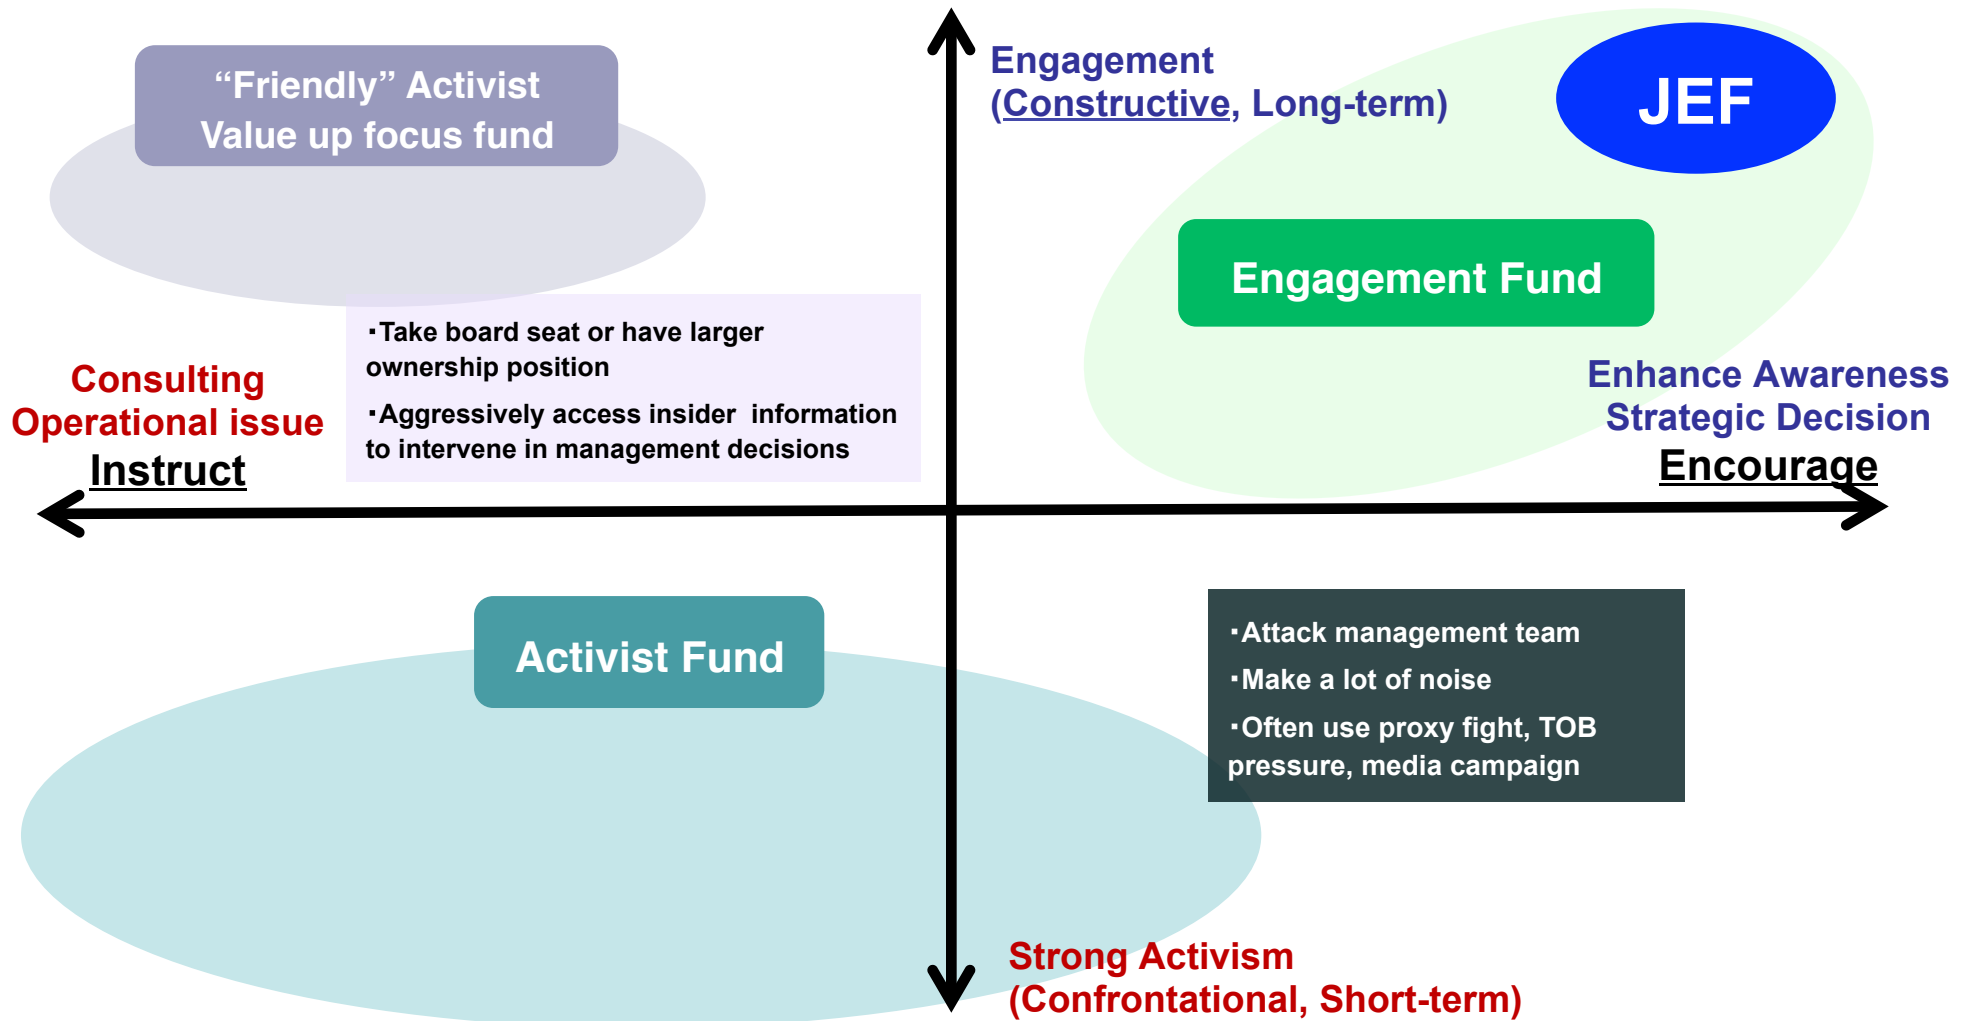 “Friendly” Activist
Value up focus fund
Engagement
(Constructive, Long-term)
JEF
Engagement Fund
・Take board seat or have larger
ownership position
・Aggressively access insider  information
to intervene in management decisions
Consulting
Operational issue
Instruct
Enhance Awareness
Strategic Decision
Encourage
Activist Fund
・Attack management team
・Make a lot of noise
・Often use proxy fight, TOB
pressure, media campaign
Strong Activism
(Confrontational, Short-term)